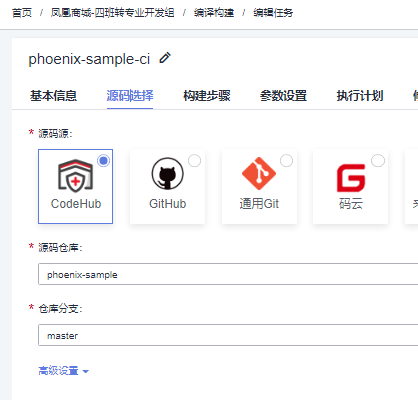 首页 / 凤凰商城-四班转专业开发组 / 编译构建 / 编辑任务
phoenix-sample-ci
基本信息 源码选择 构建步骤 参数设置 执行计划
* 源码源:
CodeHub GitHub 通用Git 码云
* 源码仓库:
phoenix-sample
* 仓库分支:
master
高级设置